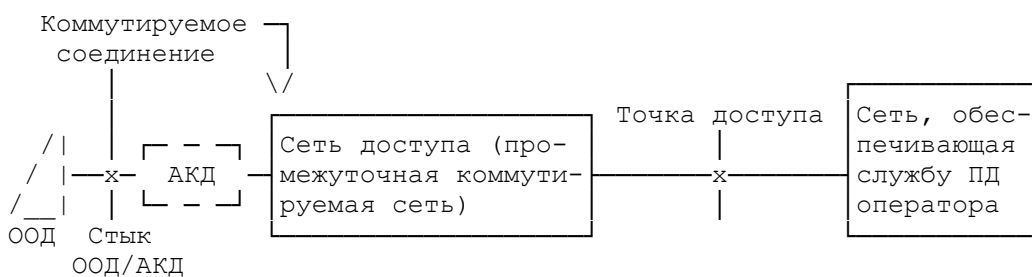 Коммутируемое
соединение
Точка доступа
Сеть доступа (про-
межуточная коммути-
руемая сеть)
Сеть, обес-
печивающая
службу ПД
оператора
х
АКД
х
ООД
Стык
ООД/АКД